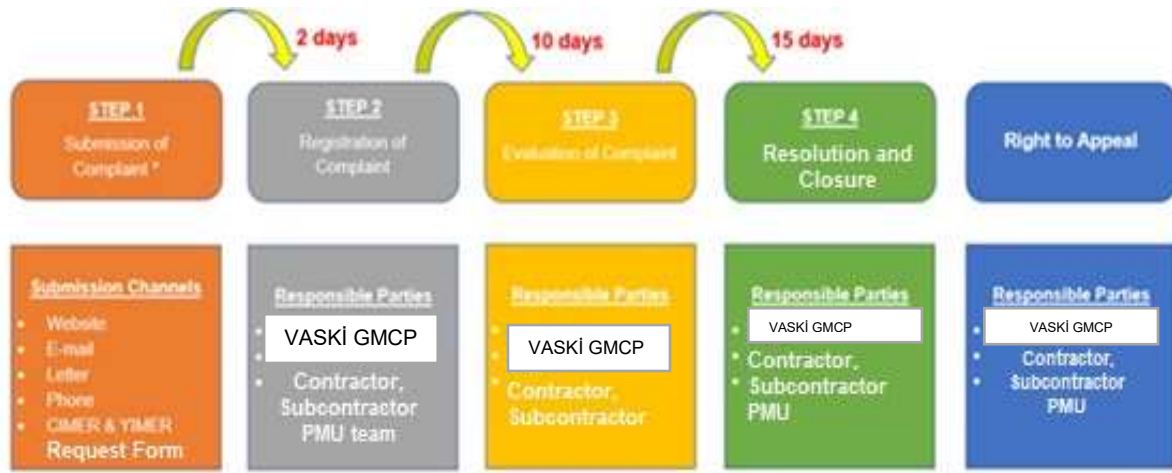 2 days
10 days
15 days
STEP 1
Submission of
Complaint *
STEP 2
Registration of
Complaint
STEP 3
Evaluation of Complaint
STEP 4
Resolution and
Closure
Right to Appeal
Submission Channels
• Website
• E-mail
• Letter
• Phone
• CIMER & YIMER
Request Form
Responsible Parties
VASKİ GMCP
• Contractor,
Subcontractor
PMU team
Responsible Parties
VASKİ GMCP
• Contractor,
Subcontractor
Responsible Parties
• VASKİ GMCP
• Contractor,
• Subcontractor
PMU
Responsible Parties
• VASKİ GMCP
• Contractor,
• Subcontractor
PMU